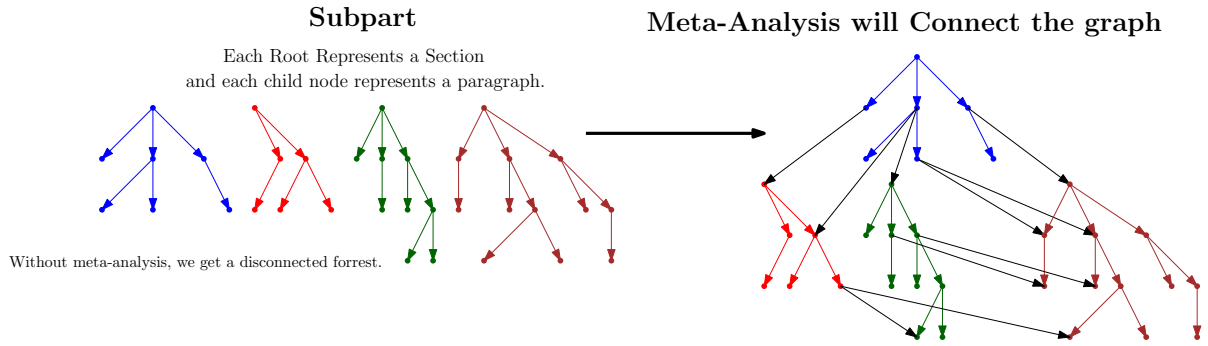 Subpart
Each Root Represents a Section
and each child node represents a paragraph.
Without meta-analysis, we get a disconnected forrest.
Meta-Analysis will Connect the graph